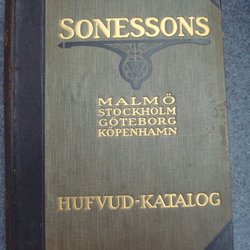 SONESSONS
MALMÖ
STOCKHOLM
GÖTEBORG
KÖPENHAMN
HUFVUD-KATALOG